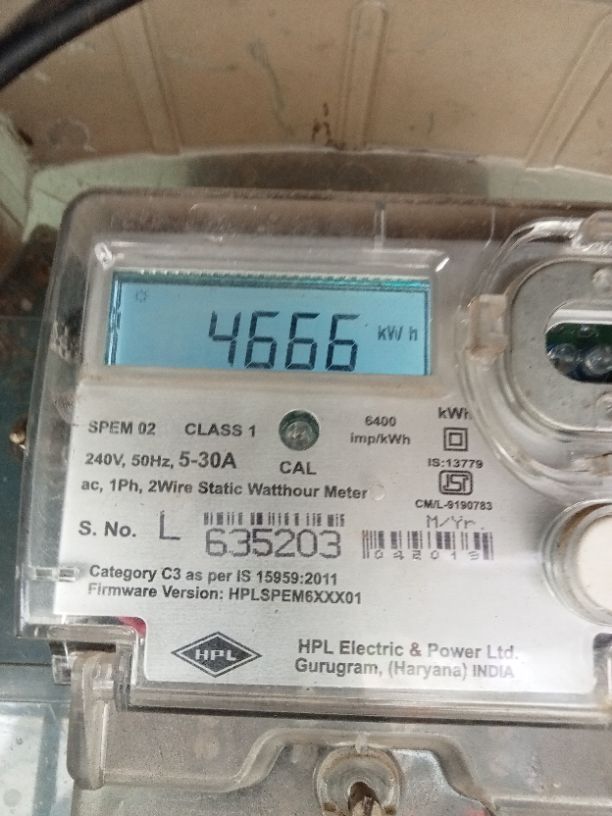 4666 kWh
SPEM 02 CLASS 1 6400 imp/kWh kWh
240V, 50Hz, 5-30A CAL IS:13779
ac, 1Ph, 2Wire Static Watthour Meter CM/L-9190783
M/Yr.
S. No. L 635203 042019
Category C3 as per IS 15959:2011
Firmware Version: HPLSPEM6XXX01
HPL HPL Electric & Power Ltd.
Gurugram, (Haryana) INDIA